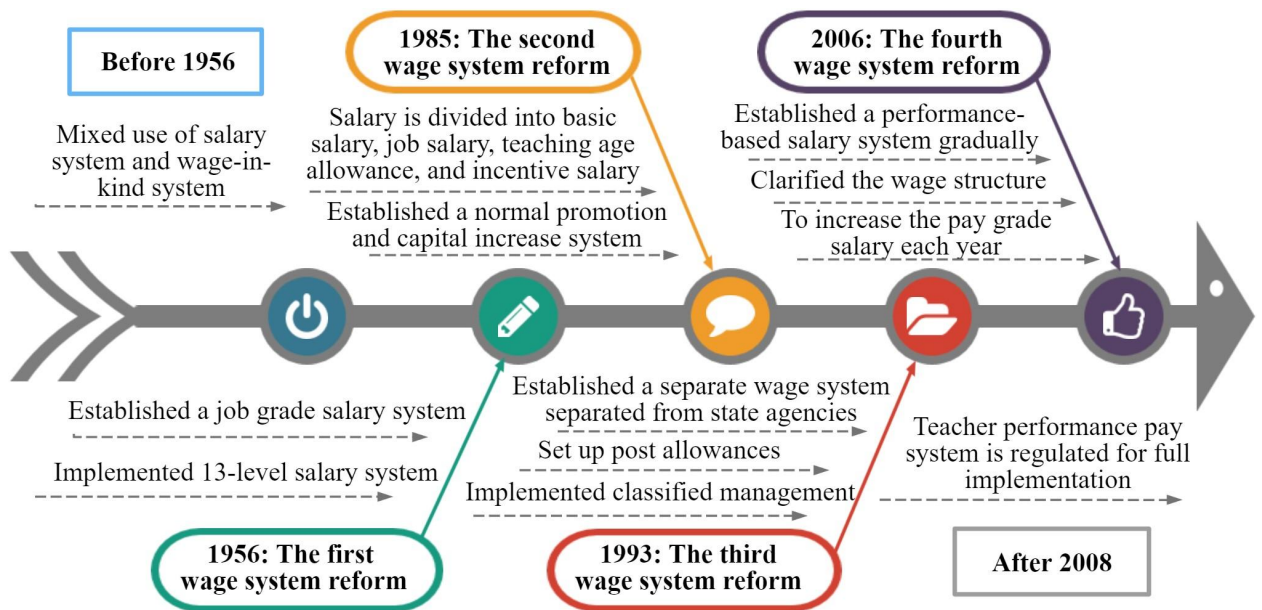 Before 1956
Mixed use of salary
system and wage-in-
kind system
1985: The second
wage system reform
Salary is divided into basic
salary, job salary, teaching age
allowance, and incentive salary
Established a normal promotion
and capital increase system
2006: The fourth
wage system reform
Established a performance-
based salary system gradually
Clarified the wage structure
To increase the pay grade
salary each year
Established a job grade salary system
Implemented 13-level salary system
1956: The first
wage system reform
Established a separate wage system
separated from state agencies
Set up post allowances
Implemented classified management
1993: The third
wage system reform
Teacher performance pay
system is regulated for full
implementation
After 2008